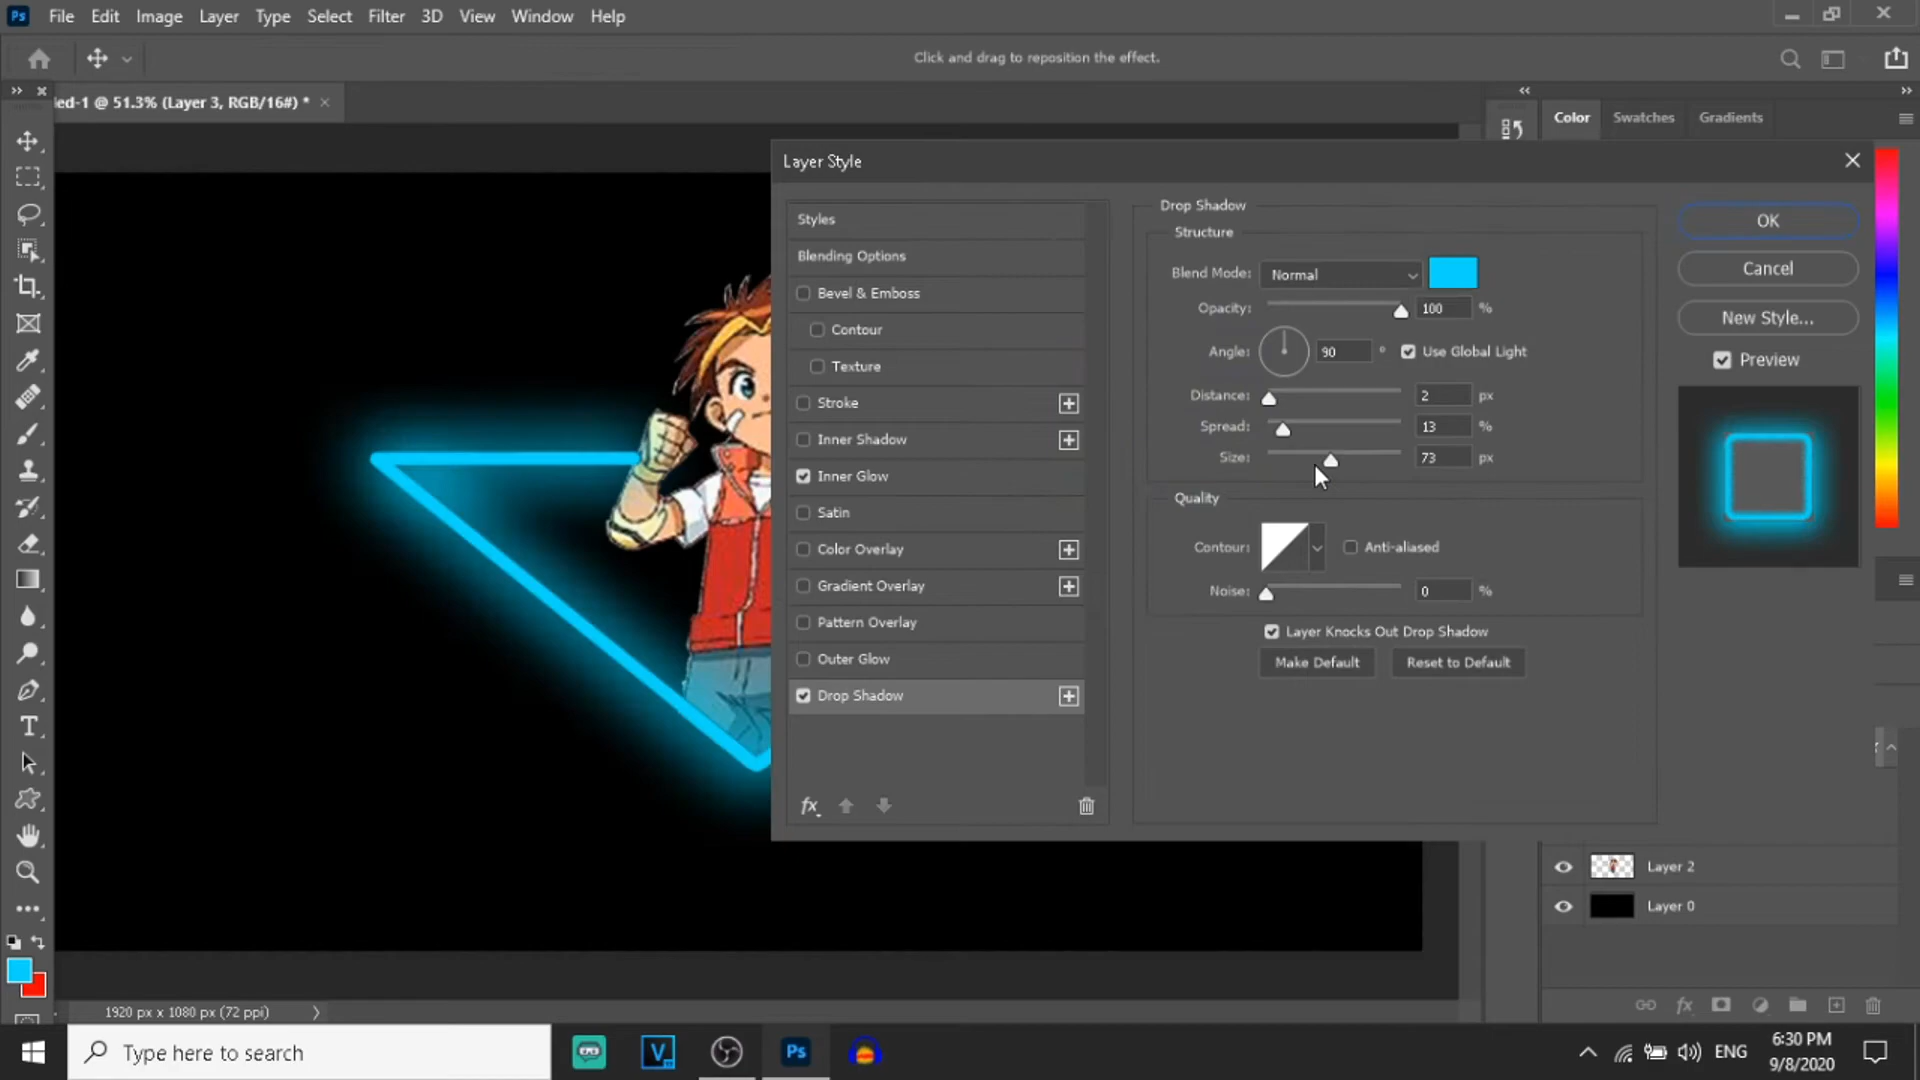 Ps File Edit Image Layer Type Select Filter 3D View Window Help
Click and drag to reposition the effect.
led-1 @ 51.3% (Layer 3, RGB/16#) *
Color Swatches Gradients
Layer Style
Styles
Blending Options
Bevel & Emboss
Contour
Texture
Stroke
Inner Shadow
Inner Glow
Satin
Color Overlay
Gradient Overlay
Pattern Overlay
Outer Glow
Drop Shadow
fx
Drop Shadow
Structure
Blend Mode: Normal
Opacity: 100 %
Angle: 90 ° Use Global Light
Distance: 2 px
Spread: 13 %
Size: 73 px
Quality
Contour: Anti-aliased
Noise: 0 %
Layer Knocks Out Drop Shadow
Make Default Reset to Default
OK
Cancel
New Style...
Preview
Layer 2
Layer 0
fx
T
1920 px x 1080 px (72 ppi)
Type here to search
V
Ps
ENG
6:30 PM
9/8/2020